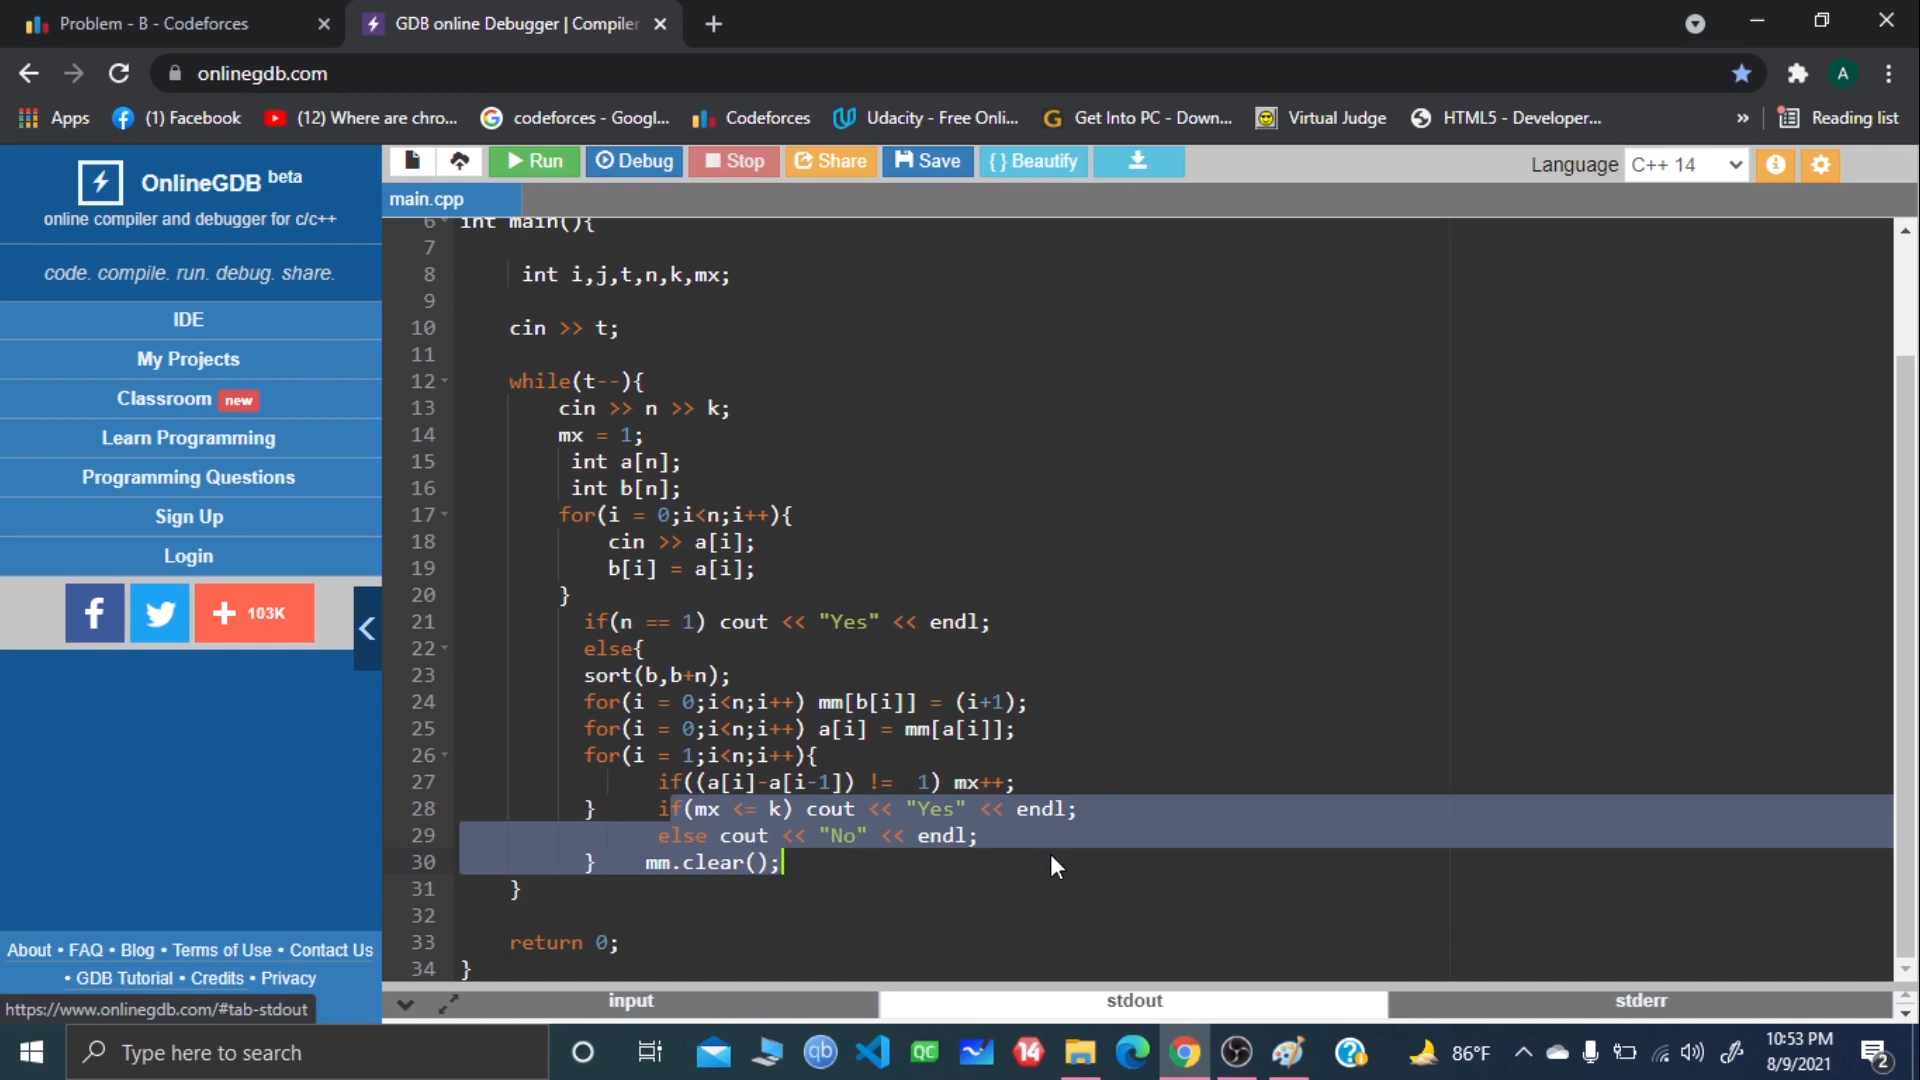 Problem - B - Codeforces
GDB online Debugger | Compiler
onlinegdb.com
A
Apps
(1) Facebook
(12) Where are chro...
codeforces - Googl...
Codeforces
Udacity - Free Onli...
Get Into PC - Down...
Virtual Judge
HTML5 - Developer...
»
Reading list
OnlineGDB beta
online compiler and debugger for c/c++
code. compile. run. debug. share.
IDE
My Projects
Classroom new
Learn Programming
Programming Questions
Sign Up
Login
f
+ 103K
About • FAQ • Blog • Terms of Use • Contact Us
• GDB Tutorial • Credits • Privacy
https://www.onlinegdb.com/#tab-stdout
Run
Debug
Stop
Share
Save
{ } Beautify
Language C++ 14
main.cpp
6 int main(){
7
8 int i,j,t,n,k,mx;
9
10 cin >> t;
11
12 while(t--){
13 cin >> n >> k;
14 mx = 1;
15 int a[n];
16 int b[n];
17 for(i = 0;i<n;i++){
18 cin >> a[i];
19 b[i] = a[i];
20 }
21 if(n == 1) cout << "Yes" << endl;
22 else{
23 sort(b,b+n);
24 for(i = 0;i<n;i++) mm[b[i]] = (i+1);
25 for(i = 0;i<n;i++) a[i] = mm[a[i]];
26 for(i = 1;i<n;i++){
27 if((a[i]-a[i-1]) != 1) mx++;
28 } if(mx <= k) cout << "Yes" << endl;
29 else cout << "No" << endl;
30 } mm.clear();
31 }
32
33 return 0;
34 }
input
stdout
stderr
Type here to search
qb
QC
14
86°F
10:53 PM
8/9/2021
2